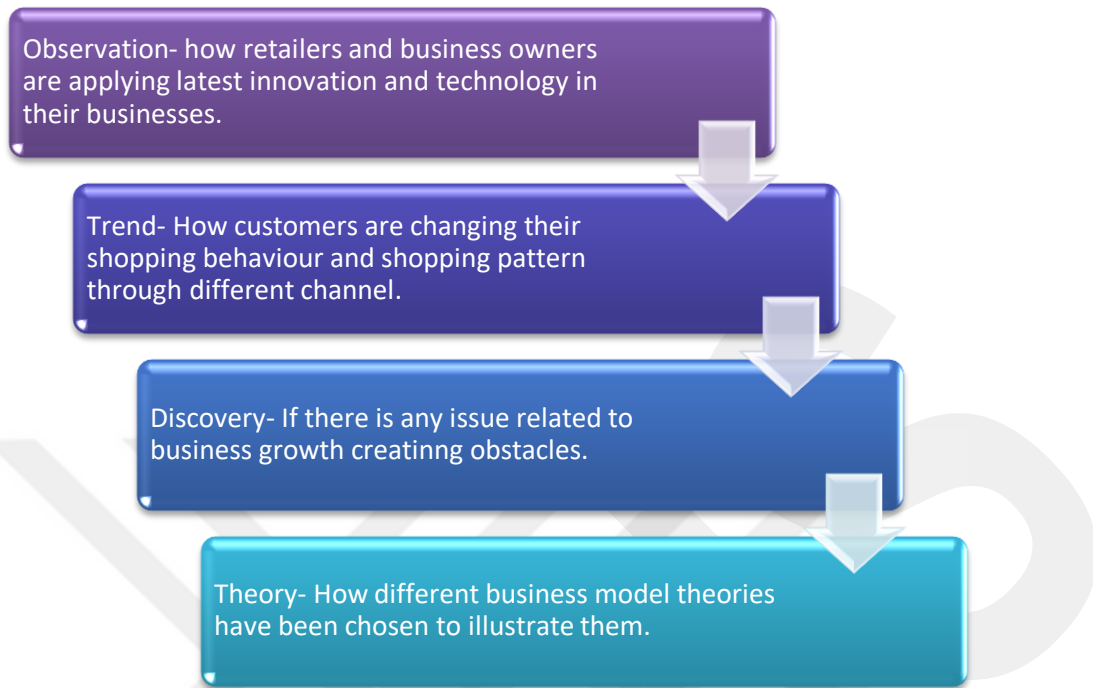 Observation- how retailers and business owners
are applying latest innovation and technology in
their businesses.
Trend- How customers are changing their
shopping behaviour and shopping pattern
through different channel.
Discovery- If there is any issue related to
business growth creatinng obstacles.
Theory- How different business model theories
have been chosen to illustrate them.